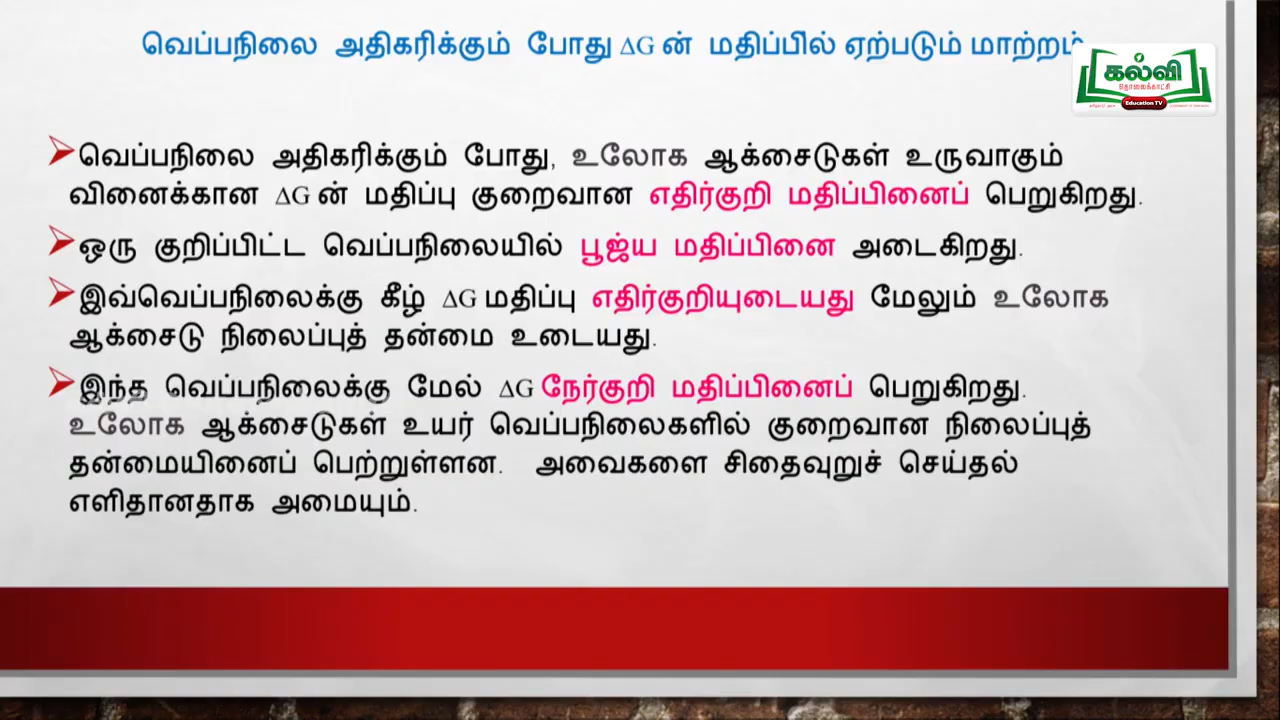 வெப்பநிலை அதிகரிக்கும் போது ΔG ன் மதிப்பில் ஏற்படும் மாற்றம்
கல்வி
தொலைக்காட்சி
Education TV
வெப்பநிலை அதிகரிக்கும் போது, உலோக ஆக்சைடுகள் உருவாகும்
வினைக்கான ΔG ன் மதிப்பு குறைவான எதிர்குறி மதிப்பினைப் பெறுகிறது.
ஒரு குறிப்பிட்ட வெப்பநிலையில் பூஜ்ய மதிப்பினை அடைகிறது.
இவ்வெப்பநிலைக்கு கீழ் ΔG மதிப்பு எதிர்குறியுடையது மேலும் உலோக
ஆக்சைடு நிலைப்புத் தன்மை உடையது.
இந்த வெப்பநிலைக்கு மேல் ΔG நேர்குறி மதிப்பினைப் பெறுகிறது.
உலோக ஆக்சைடுகள் உயர் வெப்பநிலைகளில் குறைவான நிலைப்புத்
தன்மையினைப் பெற்றுள்ளன. அவைகளை சிதைவுறுச் செய்தல்
எளிதானதாக அமையும்.